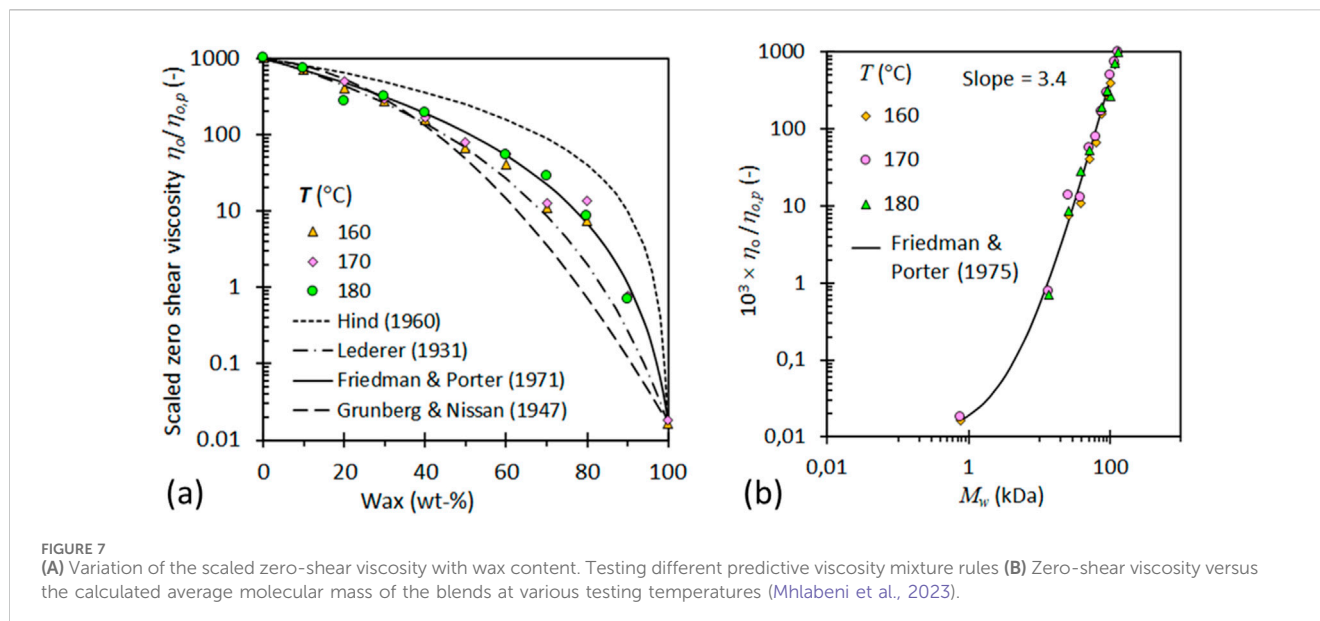 1000
100
10
1
0.1
0.01
Scaled zero shear viscosity ηo/ηo,p (-)
T (°C)
160
170
180
Hind (1960)
Lederer (1931)
Friedman & Porter (1971)
Grunberg & Nissan (1947)
0 20 40 60 80 100
(a) Wax (wt-%)
1000
100
10
1
0,1
0,01
10³ × ηo/ηo,p (-)
T (°C) Slope = 3.4
160
170
180
Friedman &
Porter (1975)
0,01 1 100
(b) Mw (kDa)
FIGURE 7
(A) Variation of the scaled zero-shear viscosity with wax content. Testing different predictive viscosity mixture rules (B) Zero-shear viscosity versus
the calculated average molecular mass of the blends at various testing temperatures (Mhlabeni et al., 2023).